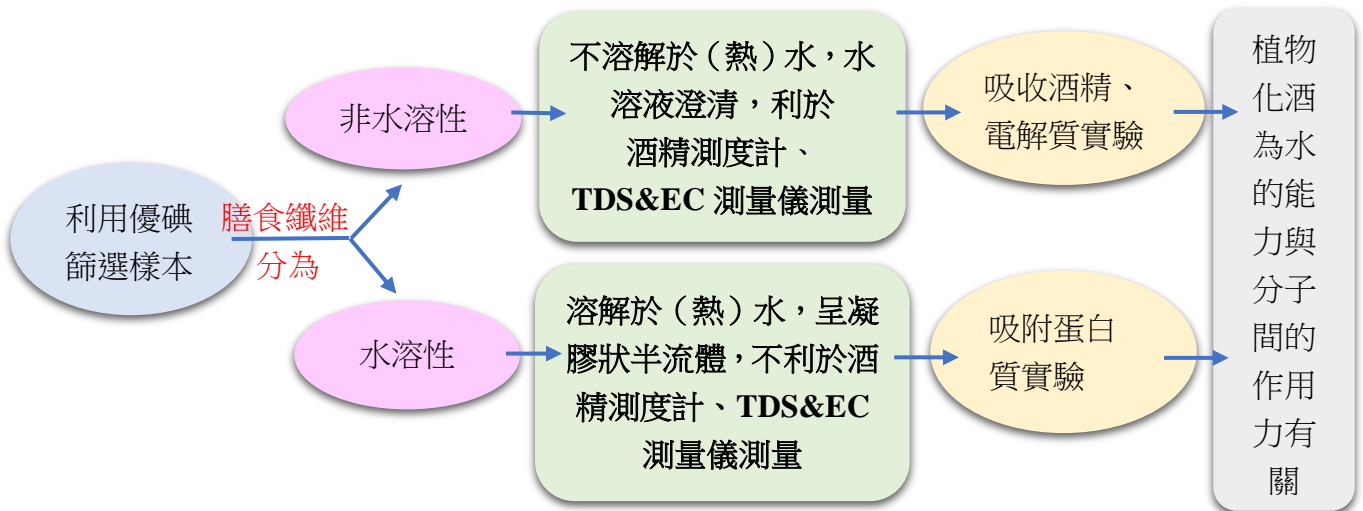 利用優碘
篩選樣本
膳食纖維
分為
非水溶性
不溶解於（熱）水，水
溶液澄清，利於
酒精測度計、
TDS&EC 測量儀測量
吸收酒精、
電解質實驗
水溶性
溶解於（熱）水，呈凝
膠狀半流體，不利於酒
精測度計、TDS&EC
測量儀測量
吸附蛋白
質實驗
植物
化酒
為水
的能
力與
分子
間的
作用
力有
關